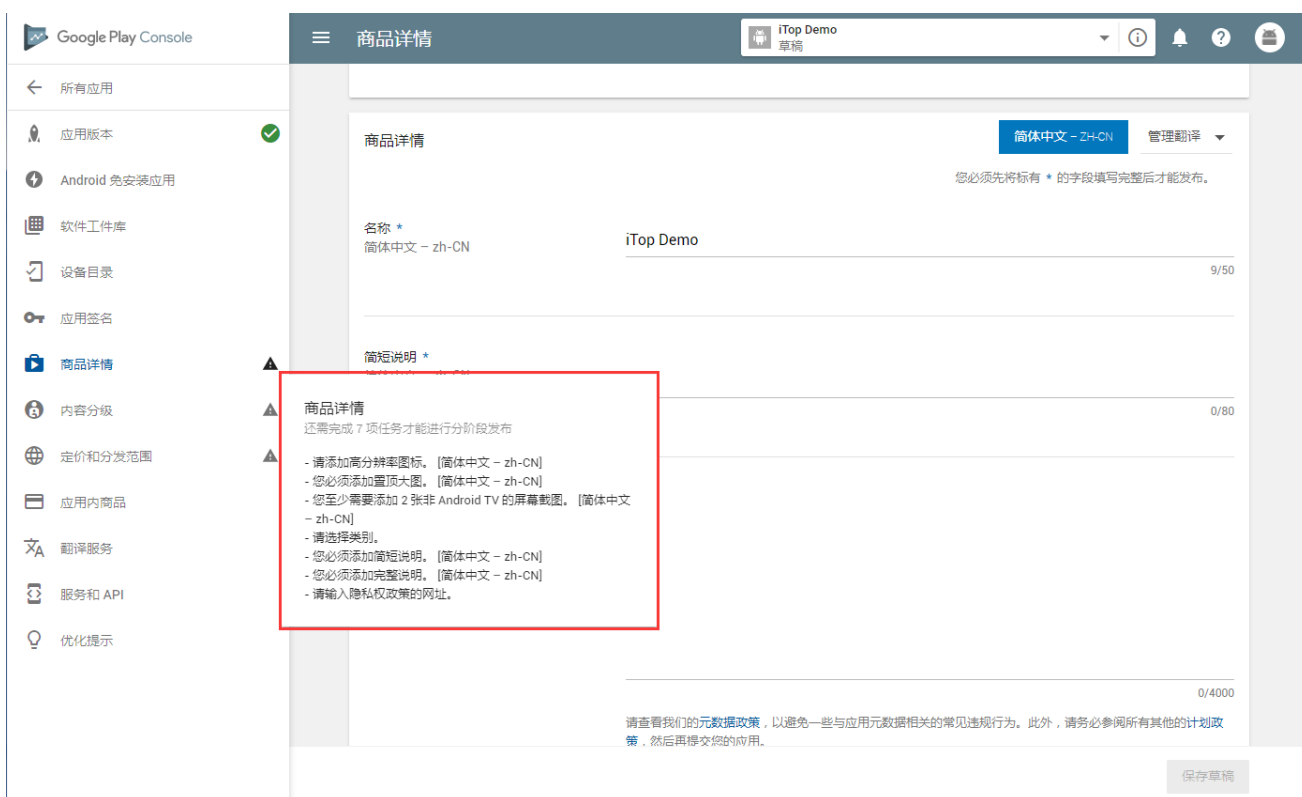 Google Play Console
商品详情
iTop Demo
草稿
所有应用
应用版本
Android 免安装应用
软件工件库
设备目录
应用签名
商品详情
内容分级
定价和分发范围
应用内商品
翻译服务
服务和 API
优化提示
商品详情
简体中文 – ZH-CN
管理翻译
您必须先将标有 * 的字段填写完整后才能发布。
名称 *
简体中文 – zh-CN
iTop Demo
9/50
简短说明 *
0/80
商品详情
还需完成 7 项任务才能进行分阶段发布
- 请添加高分辨率图标。 [简体中文 – zh-CN]
- 您必须添加置顶大图。 [简体中文 – zh-CN]
- 您至少需要添加 2 张非 Android TV 的屏幕截图。 [简体中文
– zh-CN]
- 请选择类别。
- 您必须添加简短说明。 [简体中文 – zh-CN]
- 您必须添加完整说明。 [简体中文 – zh-CN]
- 请输入隐私权政策的网址。
0/4000
请查看我们的元数据政策，以避免一些与应用元数据相关的常见违规行为。此外，请务必参阅所有其他的计划政
策，然后再提交您的应用。
保存草稿